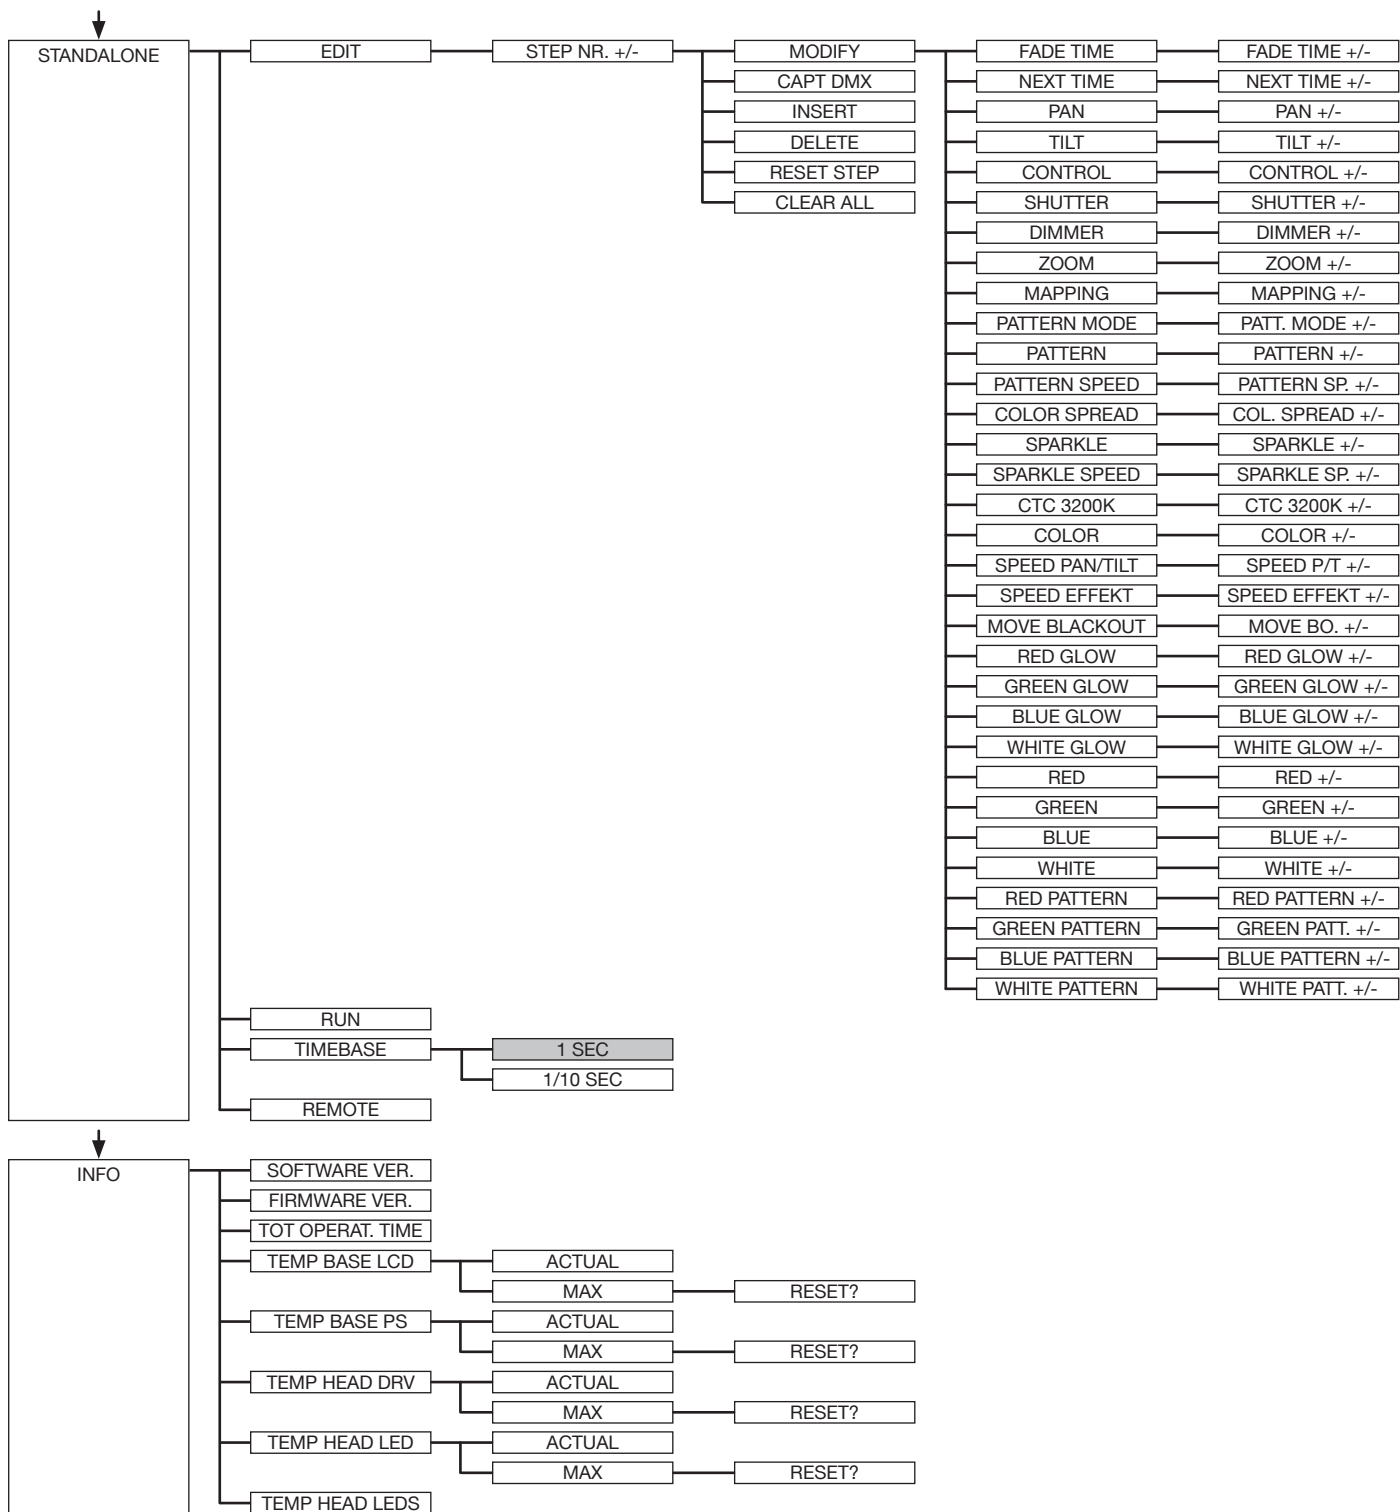 STANDALONE EDIT STEP NR. +/- MODIFY FADE TIME FADE TIME +/-
CAPT DMX NEXT TIME NEXT TIME +/-
INSERT PAN PAN +/-
DELETE TILT TILT +/-
RESET STEP CONTROL CONTROL +/-
CLEAR ALL SHUTTER SHUTTER +/-
DIMMER DIMMER +/-
ZOOM ZOOM +/-
MAPPING MAPPING +/-
PATTERN MODE PATT. MODE +/-
PATTERN PATTERN +/-
PATTERN SPEED PATTERN SP. +/-
COLOR SPREAD COL. SPREAD +/-
SPARKLE SPARKLE +/-
SPARKLE SPEED SPARKLE SP. +/-
CTC 3200K CTC 3200K +/-
COLOR COLOR +/-
SPEED PAN/TILT SPEED P/T +/-
SPEED EFFEKT SPEED EFFEKT +/-
MOVE BLACKOUT MOVE BO. +/-
RED GLOW RED GLOW +/-
GREEN GLOW GREEN GLOW +/-
BLUE GLOW BLUE GLOW +/-
WHITE GLOW WHITE GLOW +/-
RED RED +/-
GREEN GREEN +/-
BLUE BLUE +/-
WHITE WHITE +/-
RED PATTERN RED PATTERN +/-
GREEN PATTERN GREEN PATT. +/-
BLUE PATTERN BLUE PATTERN +/-
WHITE PATTERN WHITE PATT. +/-
RUN
TIMEBASE 1 SEC
1/10 SEC
REMOTE
INFO SOFTWARE VER.
FIRMWARE VER.
TOT OPERAT. TIME
TEMP BASE LCD ACTUAL
MAX RESET?
TEMP BASE PS ACTUAL
MAX RESET?
TEMP HEAD DRV ACTUAL
MAX RESET?
TEMP HEAD LED ACTUAL
MAX RESET?
TEMP HEAD LEDS